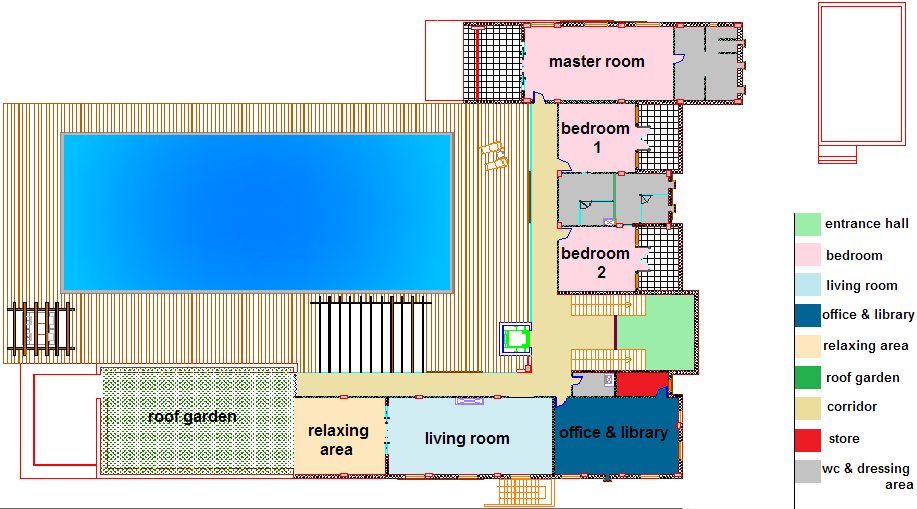 master room
bedroom
1
bedroom
2
roof garden
relaxing
area
living room
office & library
entrance hall
bedroom
living room
office & library
relaxing area
roof garden
corridor
store
wc & dressing
area